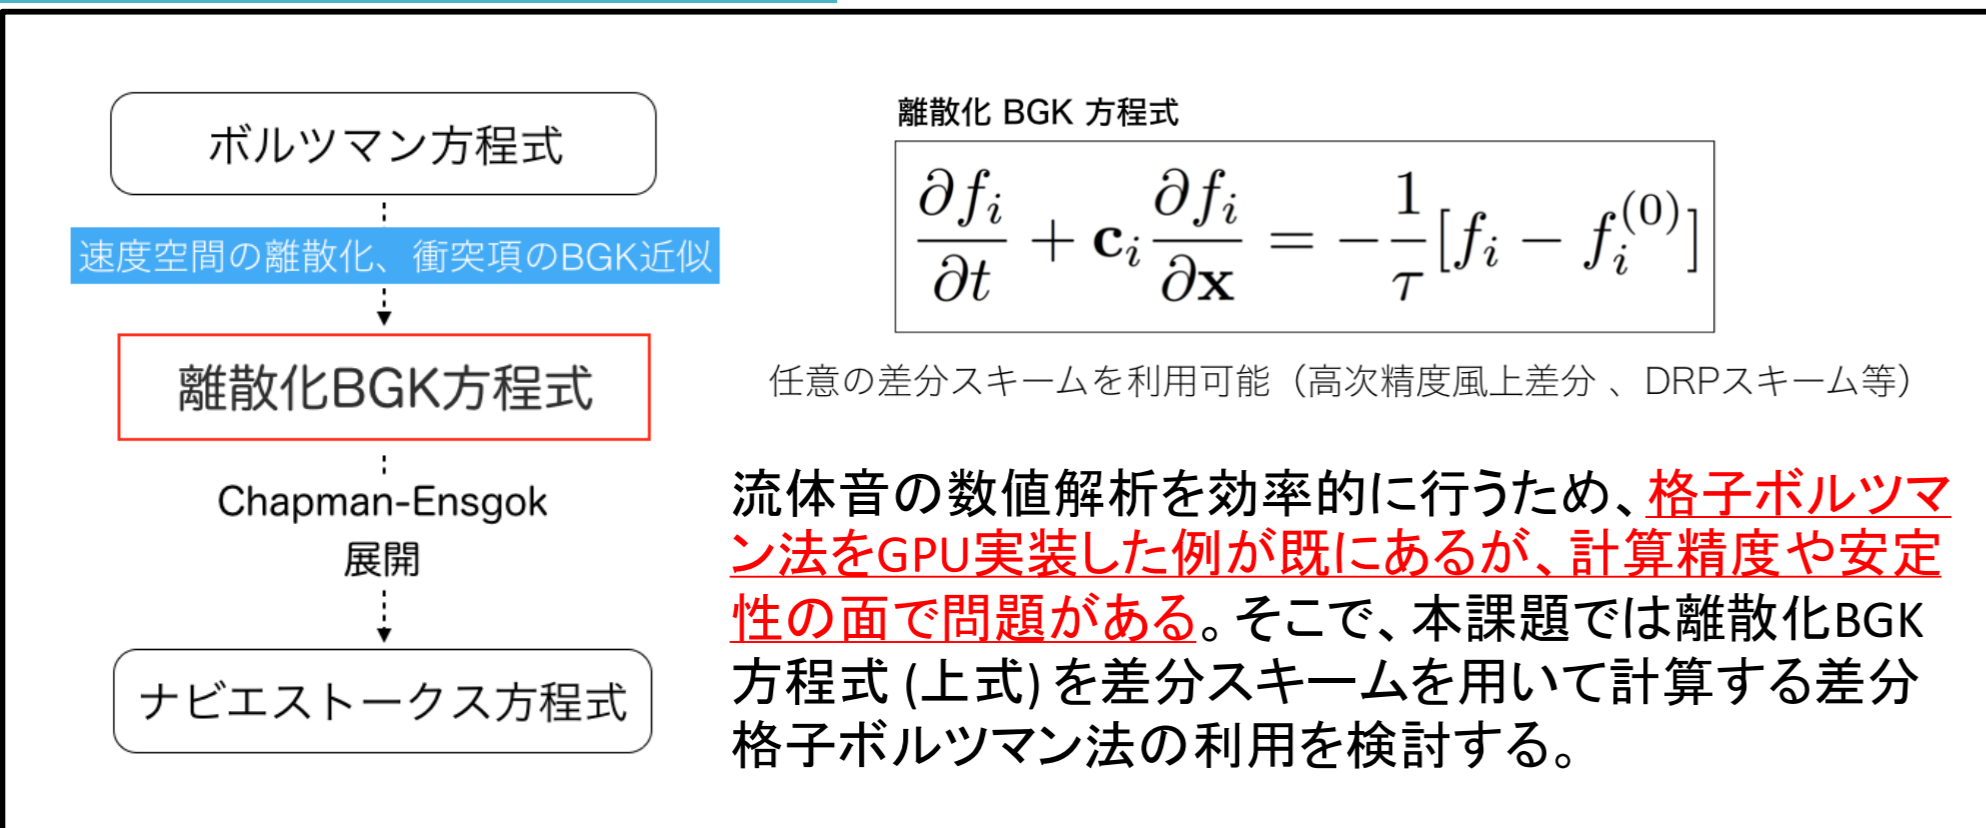 ボルツマン方程式
速度空間の離散化、衝突項のBGK近似
離散化BGK方程式
Chapman-Ensgok
展開
ナビエストークス方程式
離散化 BGK 方程式
∂f_i/∂t + c_i ∂f_i/∂x = −1/τ [f_i − f_i^(0)]
任意の差分スキームを利用可能（高次精度風上差分 、DRPスキーム等）
流体音の数値解析を効率的に行うため、格子ボルツマ
ン法をGPU実装した例が既にあるが、計算精度や安定
性の面で問題がある。そこで、本課題では離散化BGK
方程式 (上式) を差分スキームを用いて計算する差分
格子ボルツマン法の利用を検討する。